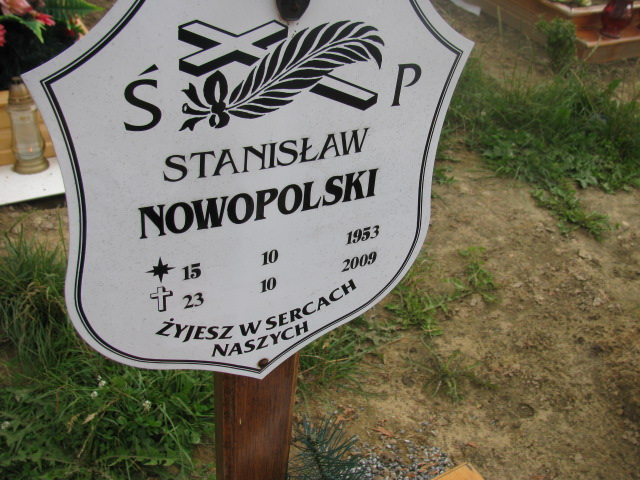 Ś P
STANISŁAW
NOWOPOLSKI
15 10 1953
23 10 2009
ŻYJESZ W SERCACH
NASZYCH